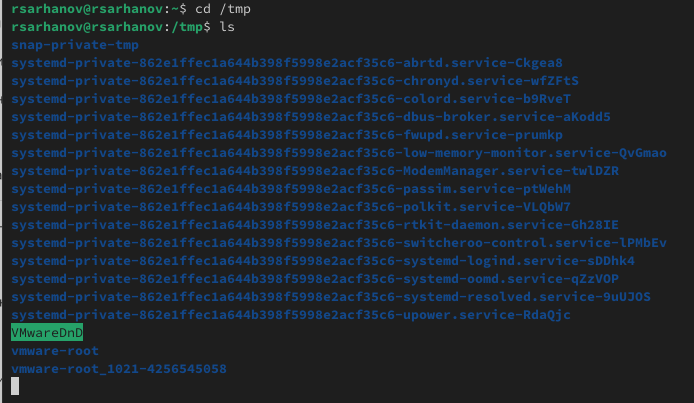 rsarhanov@rsarhanov:~$ cd /tmp
rsarhanov@rsarhanov:/tmp$ ls
snap-private-tmp
systemd-private-862e1ffec1a644b398f5998e2acf35c6-abrtd.service-Ckgea8
systemd-private-862e1ffec1a644b398f5998e2acf35c6-chronyd.service-wfZFtS
systemd-private-862e1ffec1a644b398f5998e2acf35c6-colord.service-b9RveT
systemd-private-862e1ffec1a644b398f5998e2acf35c6-dbus-broker.service-aKodd5
systemd-private-862e1ffec1a644b398f5998e2acf35c6-fwupd.service-prumkp
systemd-private-862e1ffec1a644b398f5998e2acf35c6-low-memory-monitor.service-QvGmao
systemd-private-862e1ffec1a644b398f5998e2acf35c6-ModemManager.service-twlDZR
systemd-private-862e1ffec1a644b398f5998e2acf35c6-passim.service-ptWehM
systemd-private-862e1ffec1a644b398f5998e2acf35c6-polkit.service-VLQbW7
systemd-private-862e1ffec1a644b398f5998e2acf35c6-rtkit-daemon.service-Gh28IE
systemd-private-862e1ffec1a644b398f5998e2acf35c6-switcheroo-control.service-lPMbEv
systemd-private-862e1ffec1a644b398f5998e2acf35c6-systemd-logind.service-sDDhk4
systemd-private-862e1ffec1a644b398f5998e2acf35c6-systemd-oomd.service-qZzVOP
systemd-private-862e1ffec1a644b398f5998e2acf35c6-systemd-resolved.service-9uUJOS
systemd-private-862e1ffec1a644b398f5998e2acf35c6-upower.service-RdaQjc
VMwareDnD
vmware-root
vmware-root_1021-4256545058